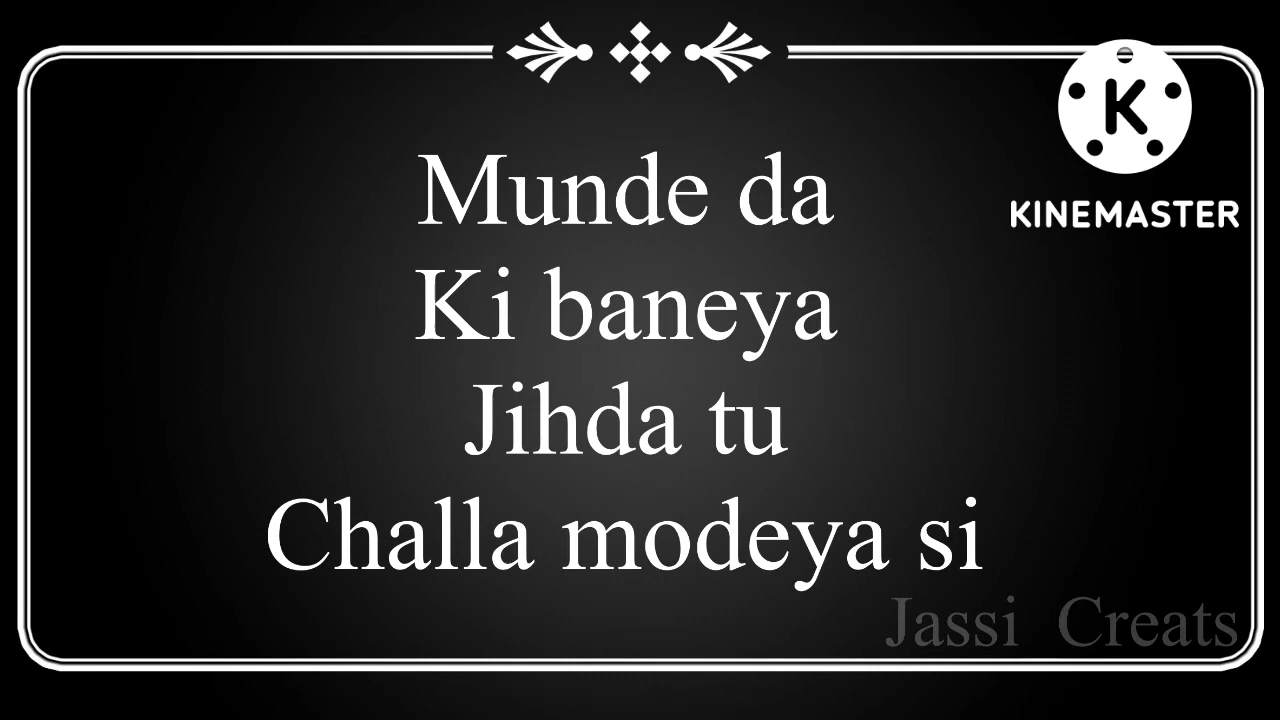 K
KINEMASTER
Munde da
Ki baneya
Jihda tu
Challa modeya si
Jassi Creats